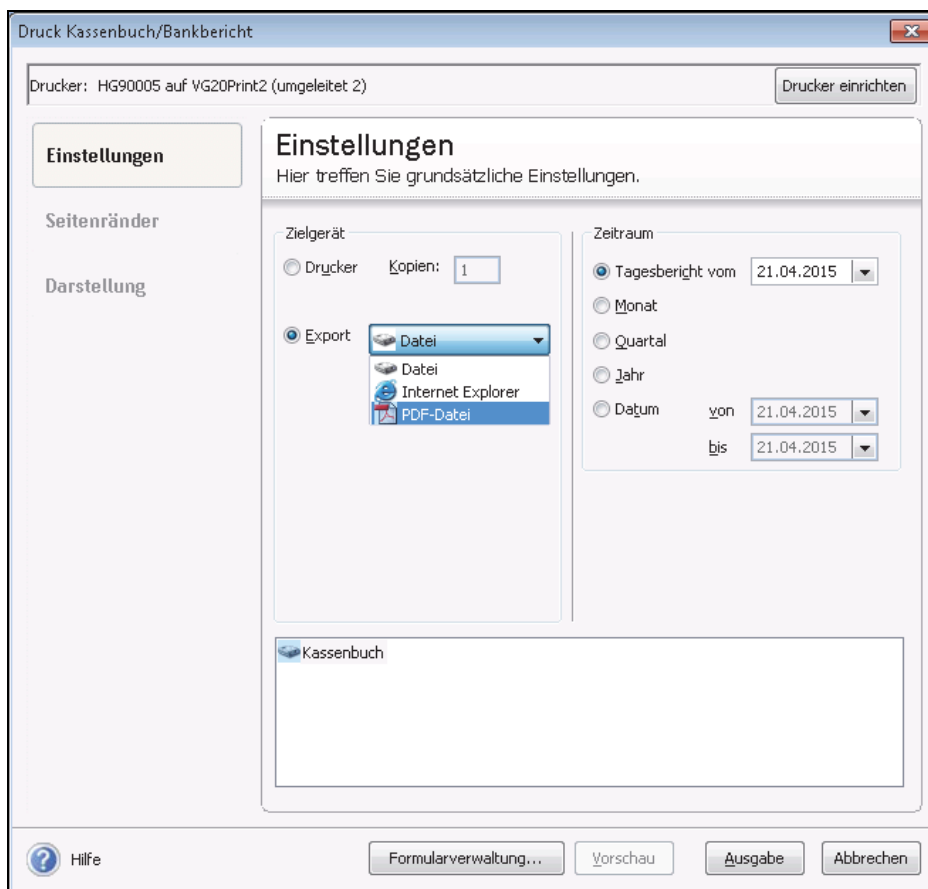 Druck Kassenbuch/Bankbericht
Drucker: HG90005 auf VG20Print2 (umgeleitet 2)
Drucker einrichten
Einstellungen
Seitenränder
Darstellung
Einstellungen
Hier treffen Sie grundsätzliche Einstellungen.
Zielgerät
Drucker Kopien: 1
Export Datei
Datei
Internet Explorer
PDF-Datei
Zeitraum
Tagesbericht vom 21.04.2015
Monat
Quartal
Jahr
Datum von 21.04.2015
bis 21.04.2015
Kassenbuch
Hilfe
Formularverwaltung...
Vorschau
Ausgabe
Abbrechen